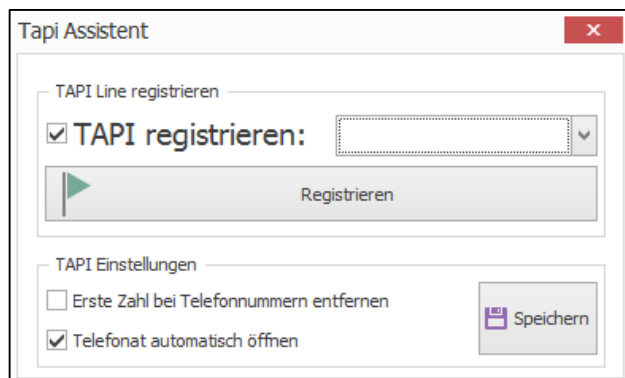 Tapi Assistent
TAPI Line registrieren
TAPI registrieren:
Registrieren
TAPI Einstellungen
Erste Zahl bei Telefonnummern entfernen
Telefonat automatisch öffnen
Speichern